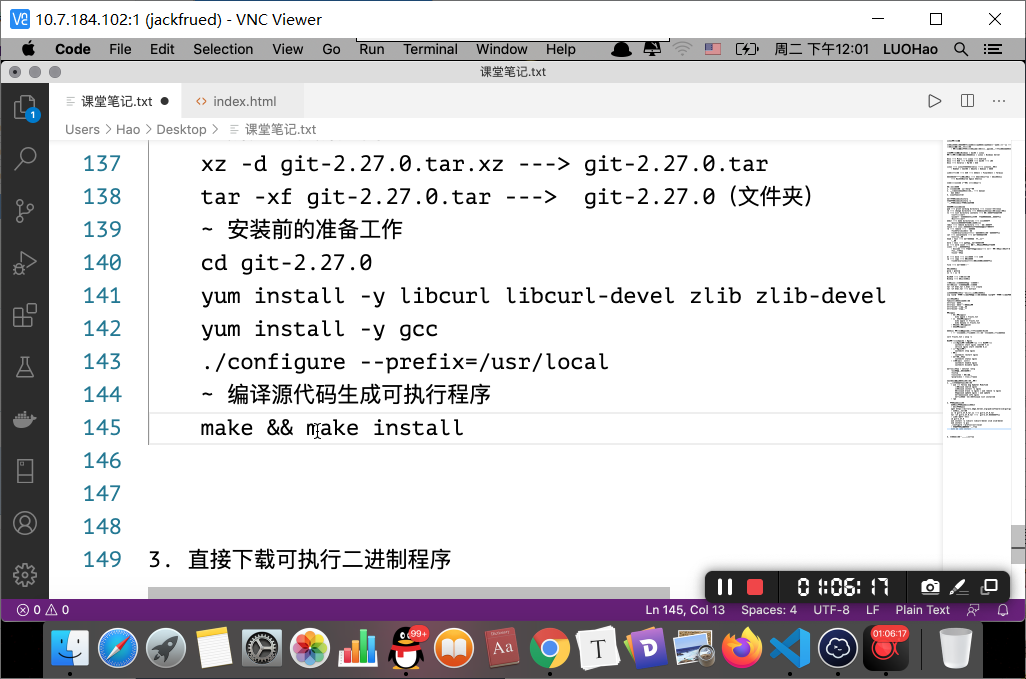 10.7.184.102:1 (jackfrued) - VNC Viewer
Code File Edit Selection View Go Run Terminal Window Help 周二 下午12:01 LUOHao
课堂笔记.txt
1
课堂笔记.txt index.html
Users Hao Desktop 课堂笔记.txt
137 xz -d git-2.27.0.tar.xz ---> git-2.27.0.tar
138 tar -xf git-2.27.0.tar ---> git-2.27.0（文件夹）
139 ~ 安装前的准备工作
140 cd git-2.27.0
141 yum install -y libcurl libcurl-devel zlib zlib-devel
142 yum install -y gcc
143 ./configure --prefix=/usr/local
144 ~ 编译源代码生成可执行程序
145 make && make install
146
147
148
149 3. 直接下载可执行二进制程序
01:06:17
0 0 Ln 145, Col 13 Spaces: 4 UTF-8 LF Plain Text
99+
Aa
T
D
01:06:17